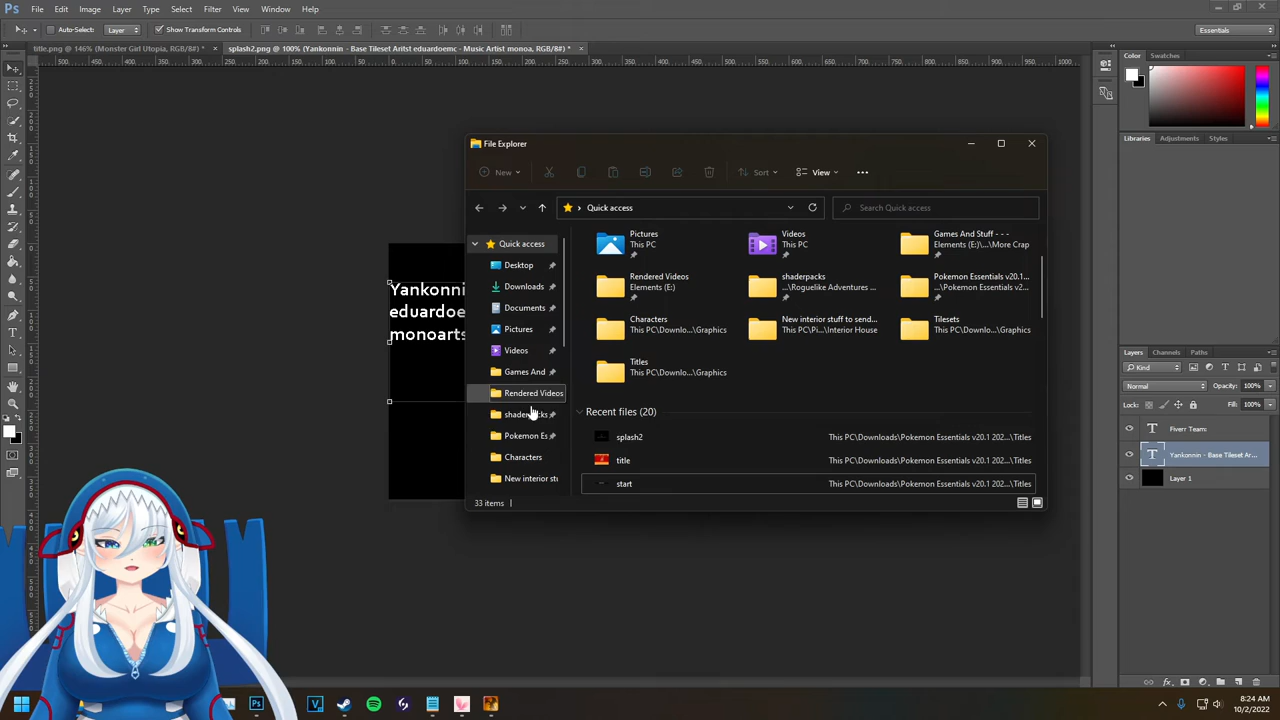 Ps File Edit Image Layer Type Select Filter View Window Help
Auto-Select: Layer Show Transform Controls Essentials
title.png @ 146% (Monster Girl Utopia, RGB/8#) * × splash2.png @ 100% (Yankonnin - Base Tileset Aritst eduardoemc - Music Artist monoa, RGB/8#) * ×
Color Swatches
Libraries Adjustments Styles
Yankonni
eduardoe
monoarts
File Explorer
New Sort View
Quick access Search Quick access
Quick access
Desktop
Downloads
Documents
Pictures
Videos
Games And
Rendered Videos
shaderpacks
Pokemon Es
Characters
New interior stu
Pictures
This PC
Videos
This PC
Games And Stuff - - -
Elements (E:)\...\More Crap
Rendered Videos
Elements (E:)
shaderpacks
...\Roguelike Adventures ...
Pokemon Essentials v20.1...
...\Pokemon Essentials v2...
Characters
This PC\Downlo...\Graphics
New interior stuff to send...
This PC\Pi...\Interior House
Tilesets
This PC\Downlo...\Graphics
Titles
This PC\Downlo...\Graphics
Recent files (20)
splash2 This PC\Downloads\Pokemon Essentials v20.1 202...\Titles
title This PC\Downloads\Pokemon Essentials v20.1 202...\Titles
start This PC\Downloads\Pokemon Essentials v20.1 202...\Titles
33 items
Layers Channels Paths
Kind
Normal Opacity: 100%
Lock: Fill: 100%
Fiverr Team:
Yankonnin - Base Tileset Ar...
Layer 1
8:24 AM
10/2/2022